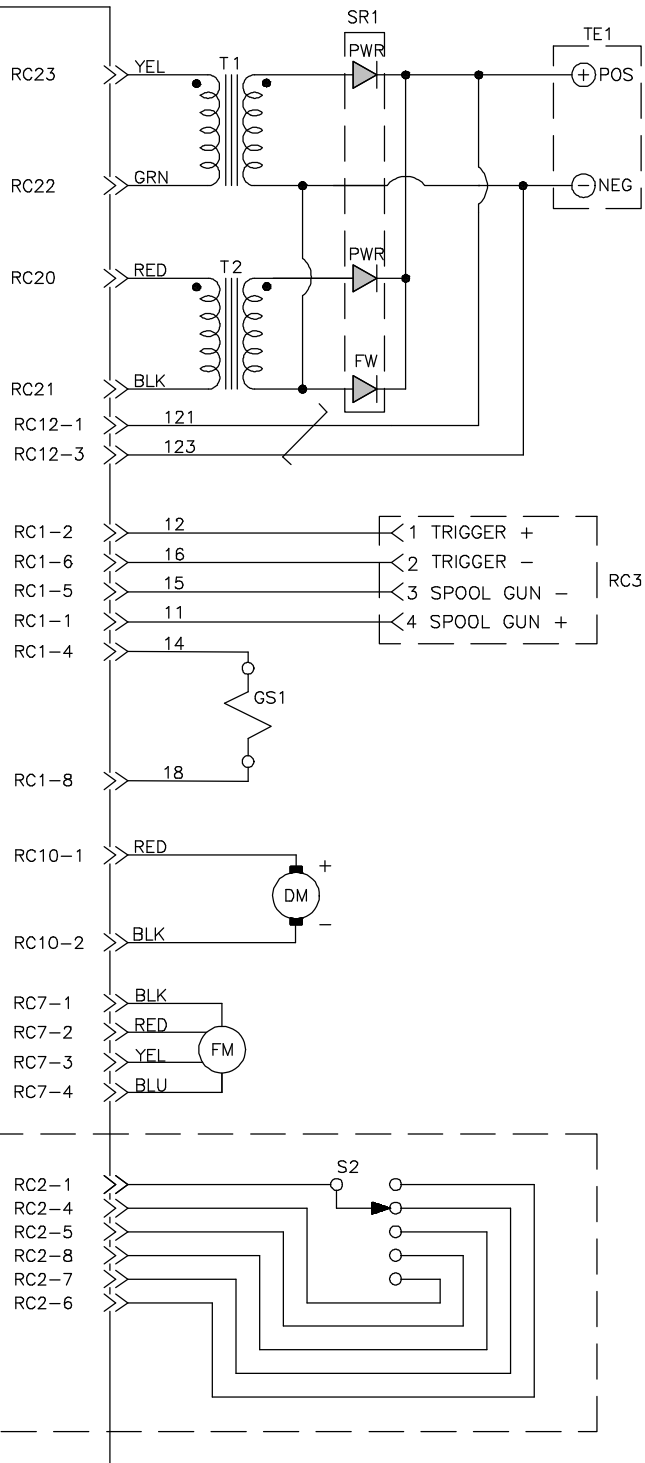 SR1
TE1
PWR
RC23 YEL T1 + POS
RC22 GRN − NEG
PWR
RC20 RED T2
FW
RC21 BLK
RC12-1 121
RC12-3 123
RC1-2 12 1 TRIGGER +
RC1-6 16 2 TRIGGER -
RC3
RC1-5 15 3 SPOOL GUN -
RC1-1 11 4 SPOOL GUN +
RC1-4 14
GS1
RC1-8 18
RC10-1 RED
+
DM
−
RC10-2 BLK
RC7-1 BLK
RC7-2 RED
FM
RC7-3 YEL
RC7-4 BLU
S2
RC2-1
RC2-4
RC2-5
RC2-8
RC2-7
RC2-6